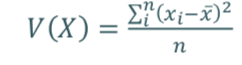 V(X) = \frac{\sum_{i}^{n}(x_i - \bar{x})^2}{n}